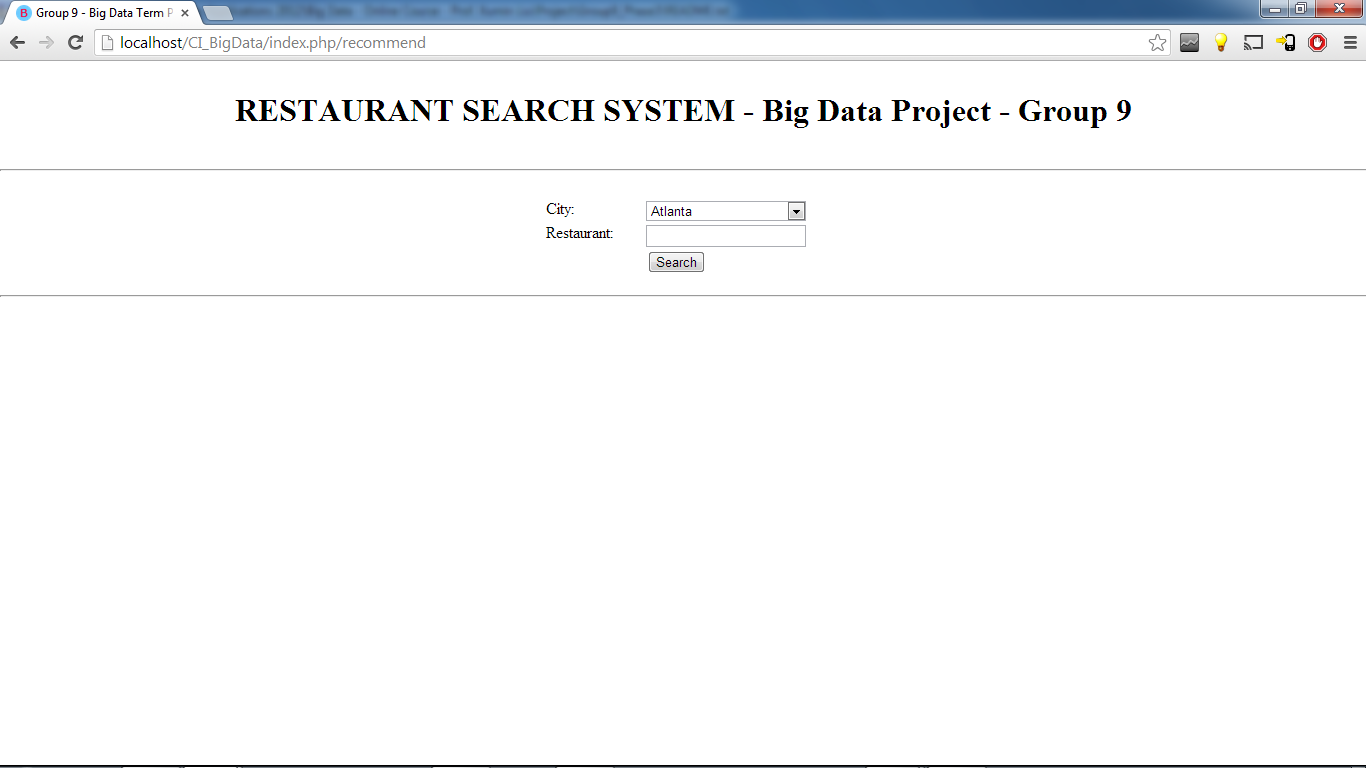 Group 9 - Big Data Term P
localhost/CI_BigData/index.php/recommend
RESTAURANT SEARCH SYSTEM - Big Data Project - Group 9
City:
Atlanta
Restaurant:
Search